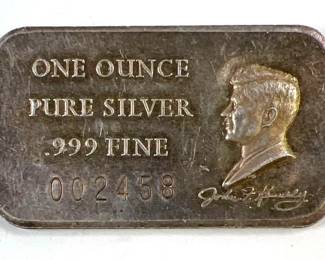 ONE OUNCE
PURE SILVER
.999 FINE
002458
John F. Kennedy